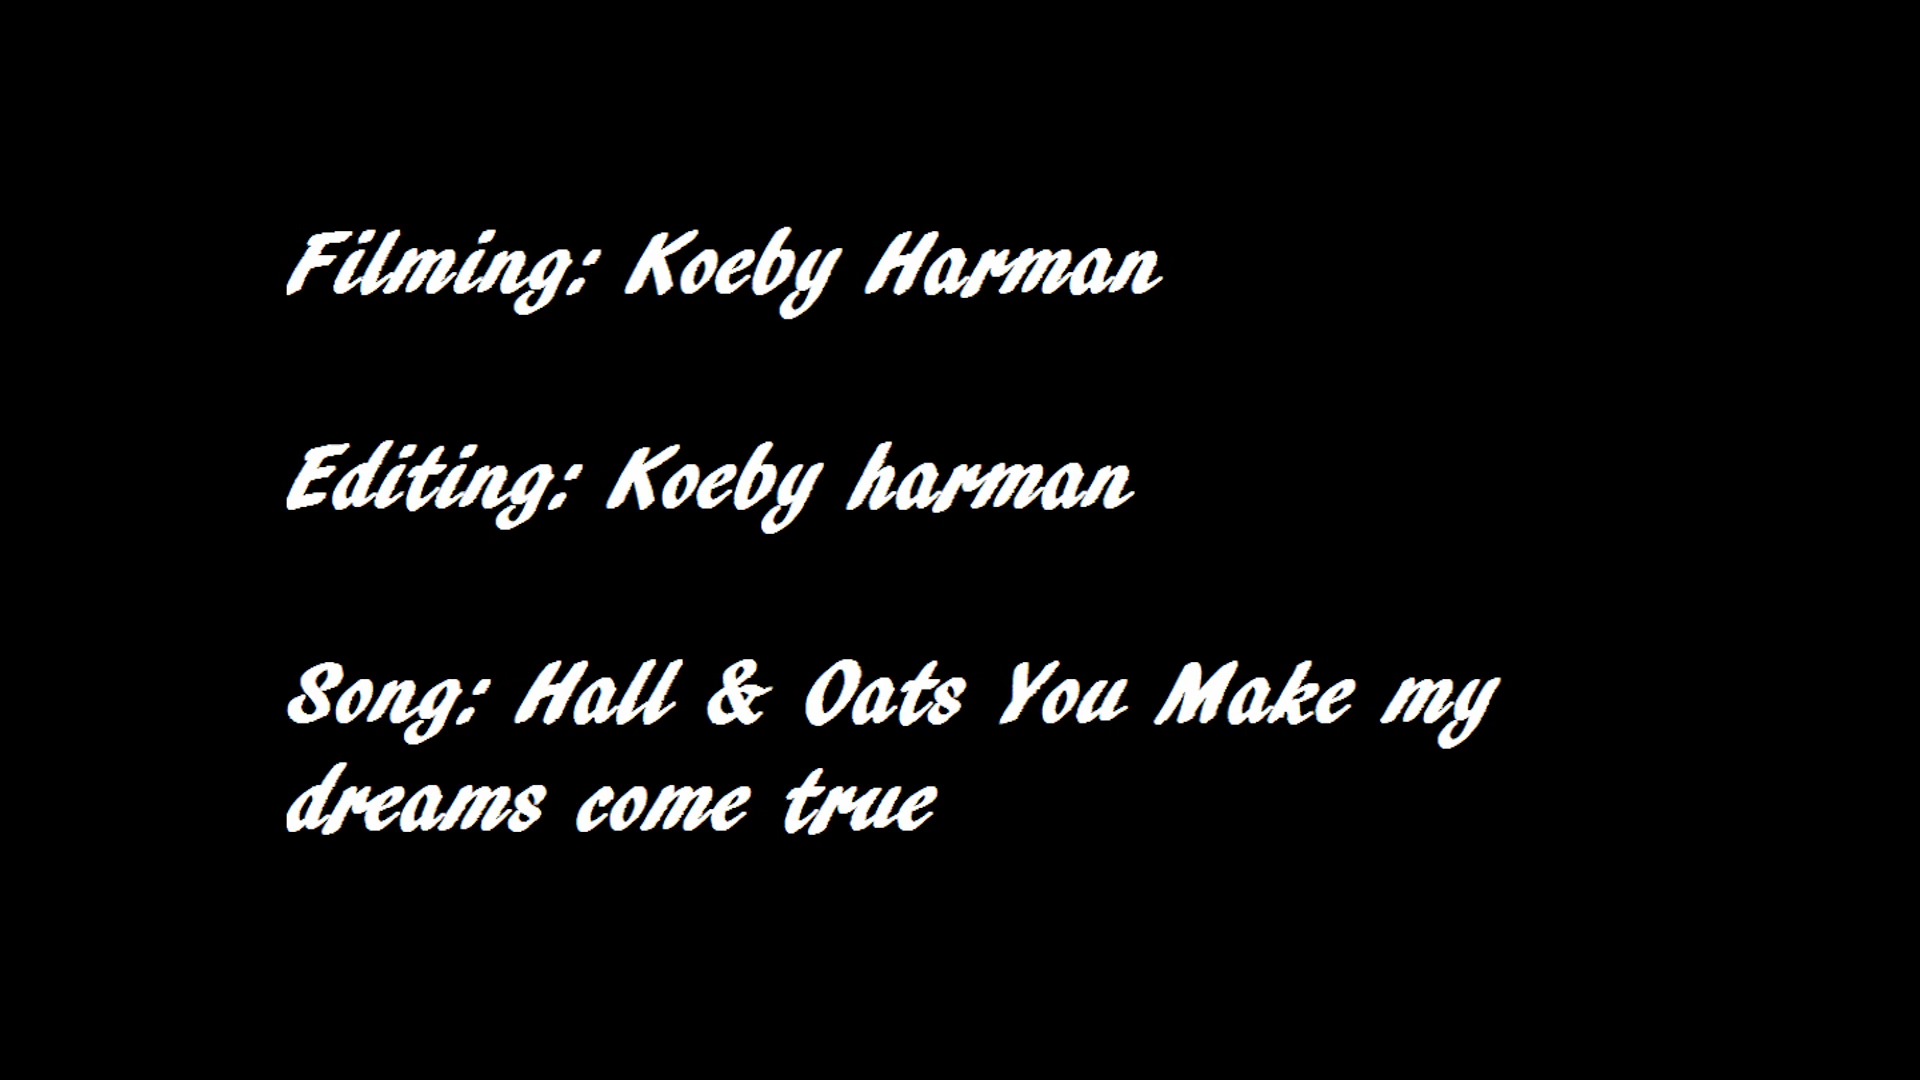 Filming: Koeby Harman
Editing: Koeby harman
Song: Hall & Oats You Make my
dreams come true